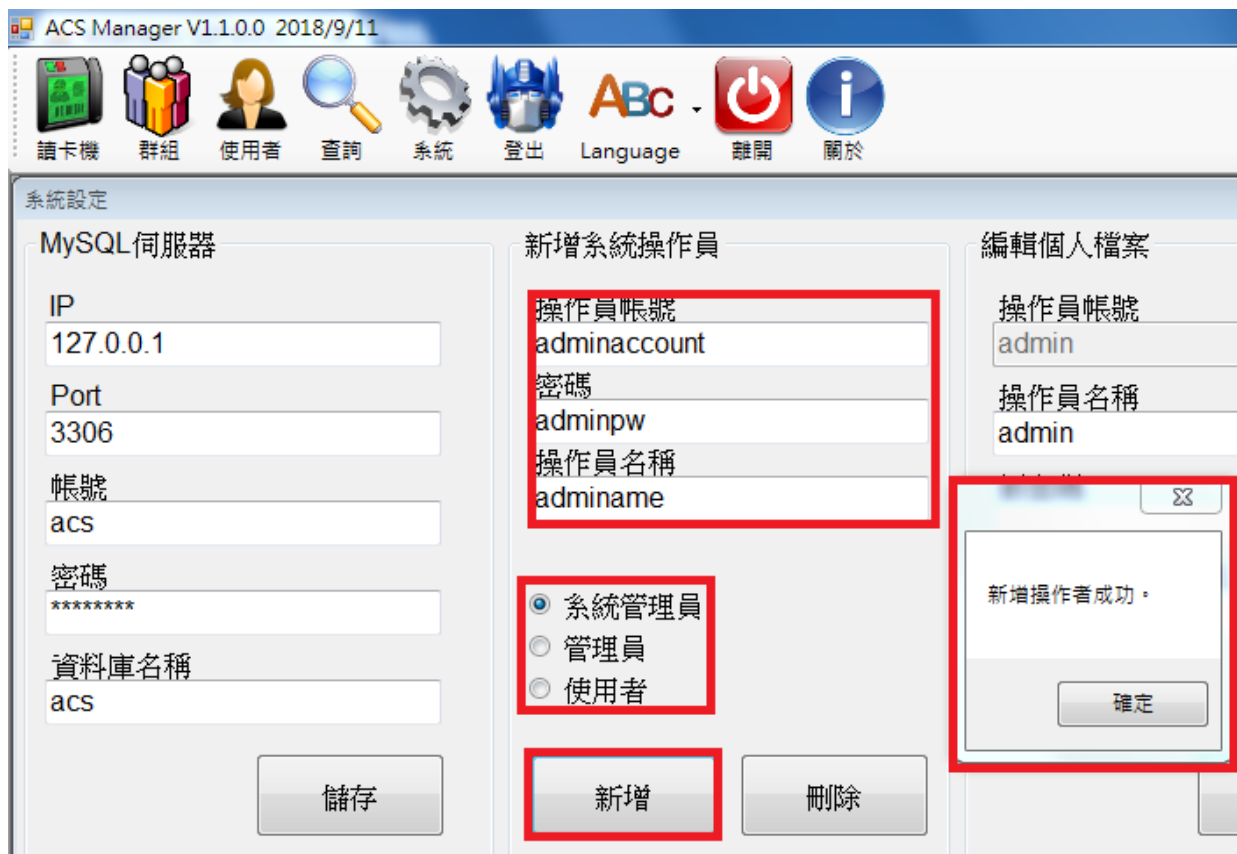 ACS Manager V1.1.0.0 2018/9/11
讀卡機 群組 使用者 查詢 系統 登出 ABC Language 離開 關於
系統設定
MySQL伺服器
IP
127.0.0.1
Port
3306
帳號
acs
密碼
********
資料庫名稱
acs
儲存
新增系統操作員
操作員帳號
adminaccount
密碼
adminpw
操作員名稱
adminame
系統管理員
管理員
使用者
新增 刪除
編輯個人檔案
操作員帳號
admin
操作員名稱
admin
新增操作者成功。
確定